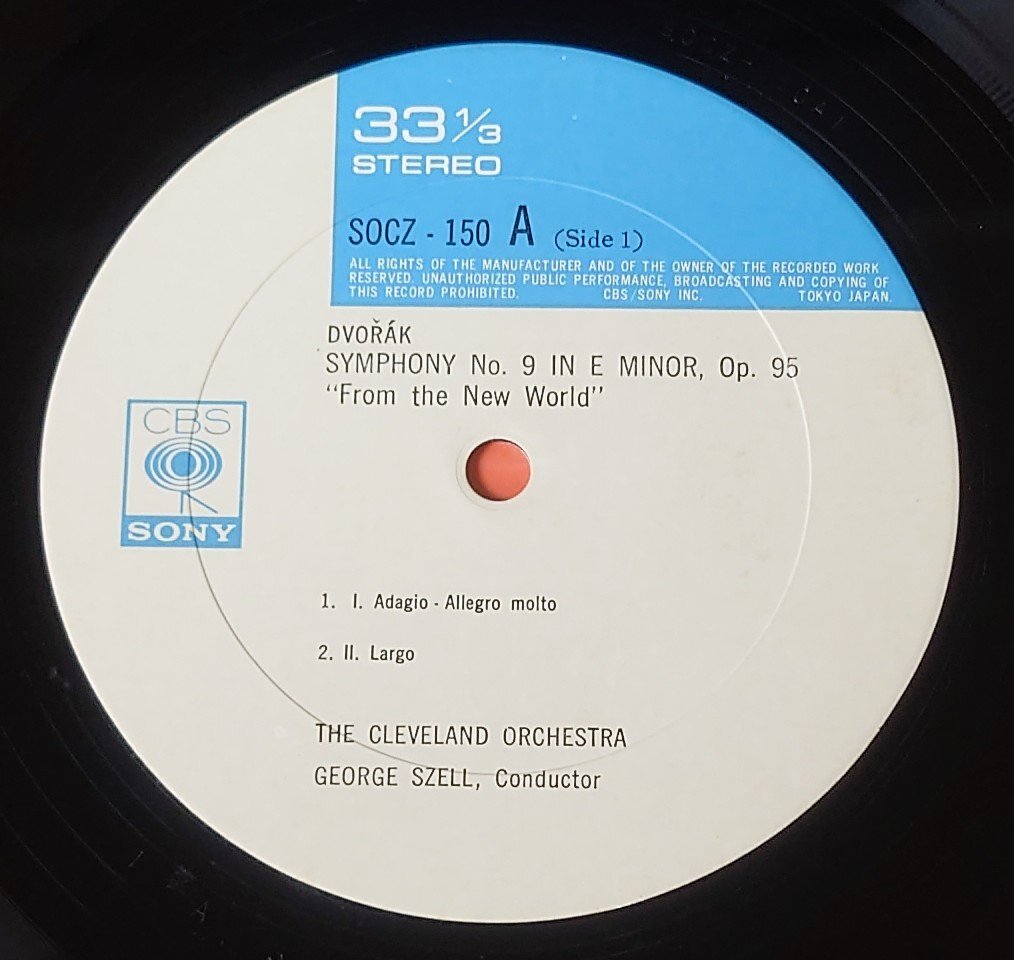 33 1/3
STEREO
SOCZ - 150 A (Side 1)
ALL RIGHTS OF THE MANUFACTURER AND OF THE OWNER OF THE RECORDED WORK
RESERVED. UNAUTHORIZED PUBLIC PERFORMANCE, BROADCASTING AND COPYING OF
THIS RECORD PROHIBITED. CBS/SONY INC. TOKYO JAPAN.
DVOŘÁK
SYMPHONY No. 9 IN E MINOR, Op. 95
“From the New World”
CBS
SONY
1. I. Adagio - Allegro molto
2. II. Largo
THE CLEVELAND ORCHESTRA
GEORGE SZELL, Conductor